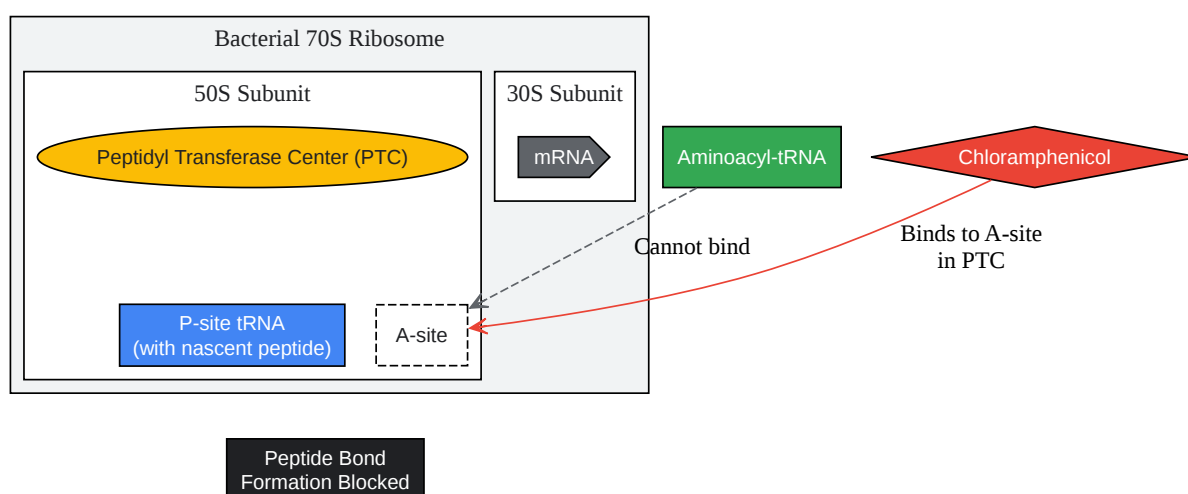 Bacterial 70S Ribosome
50S Subunit
30S Subunit
Peptidyl Transferase Center (PTC)
mRNA
Aminoacyl-tRNA
Chloramphenicol
Cannot bind
Binds to A-site
in PTC
P-site tRNA
(with nascent peptide)
A-site
Peptide Bond
Formation Blocked